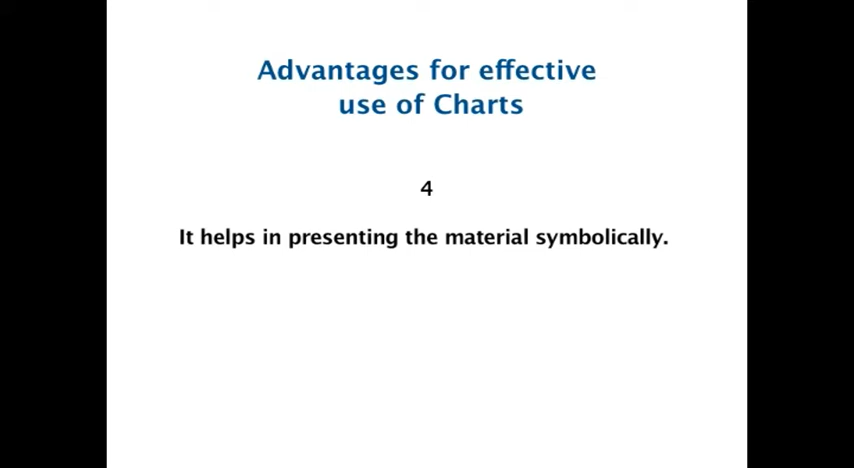 Advantages for effective
use of Charts
4
It helps in presenting the material symbolically.